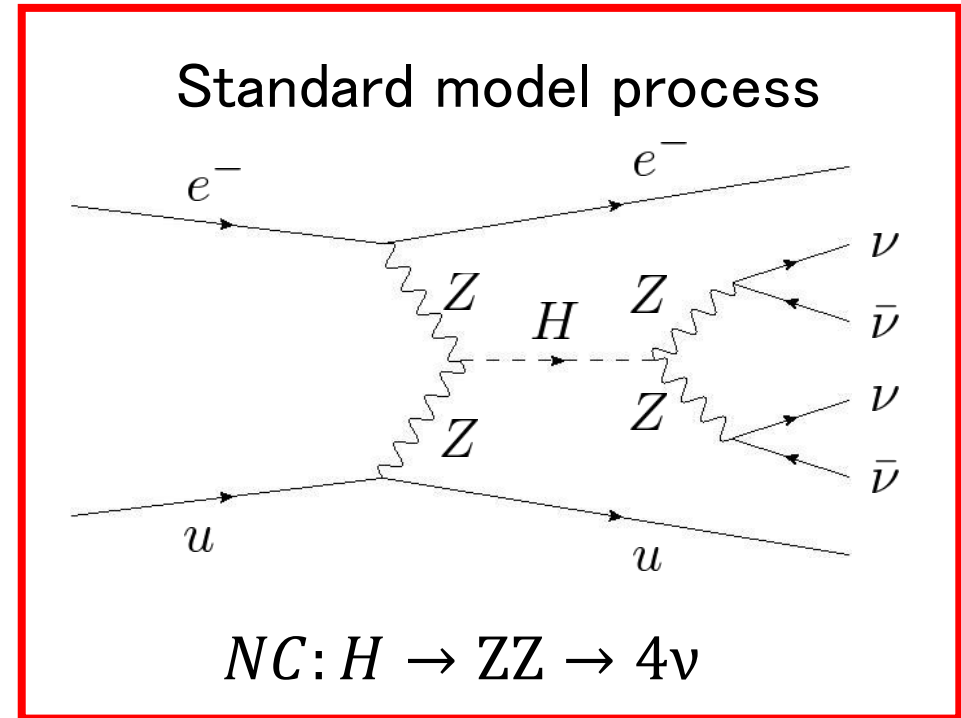 Standard model process
e⁻
e⁻
ν
Z
H
Z
ν̄
Z
Z
ν
ν̄
u
u
NC: H → ZZ → 4ν